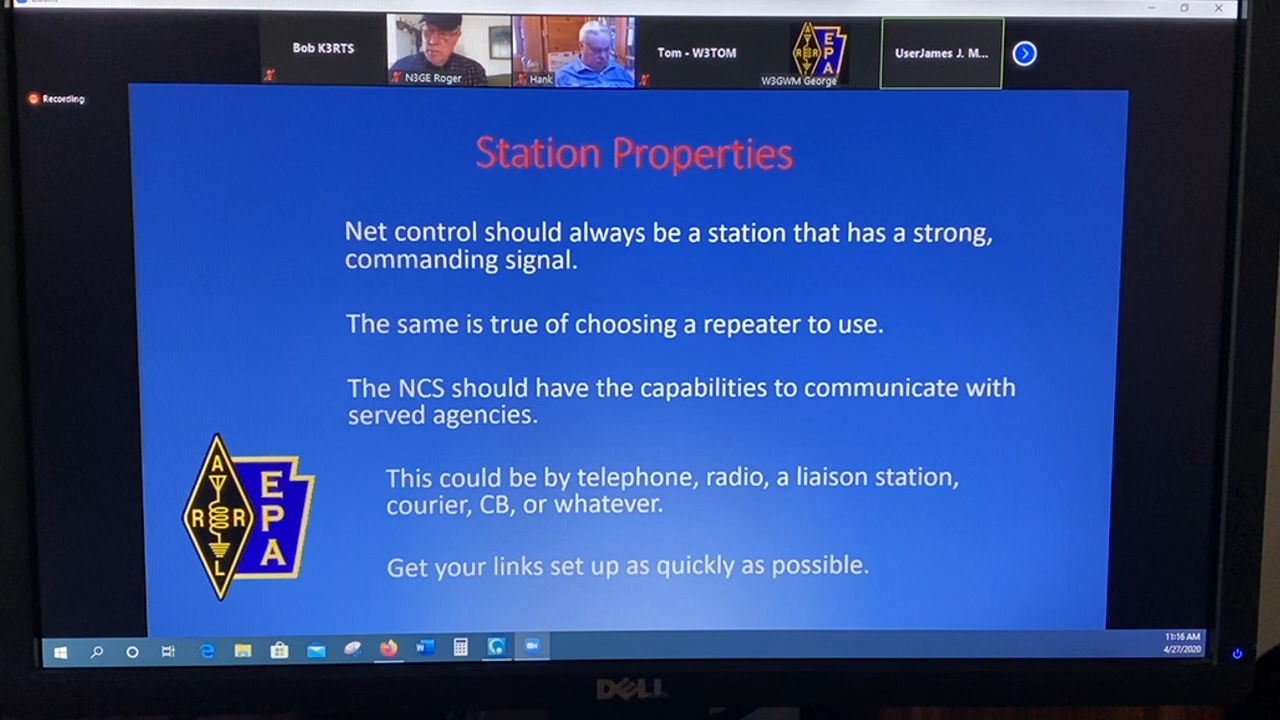 Zoom
Bob K3RTS
N3GE Roger
Hank
Tom - W3TOM
A
R R
L
E
P
A
W3GWM George
UserJames J. M...
Recording
Station Properties
Net control should always be a station that has a strong,
commanding signal.
The same is true of choosing a repeater to use.
The NCS should have the capabilities to communicate with
served agencies.
This could be by telephone, radio, a liaison station,
courier, CB, or whatever.
Get your links set up as quickly as possible.
A
R R
L
E
P
A
11:16 AM
4/27/2020
DELL